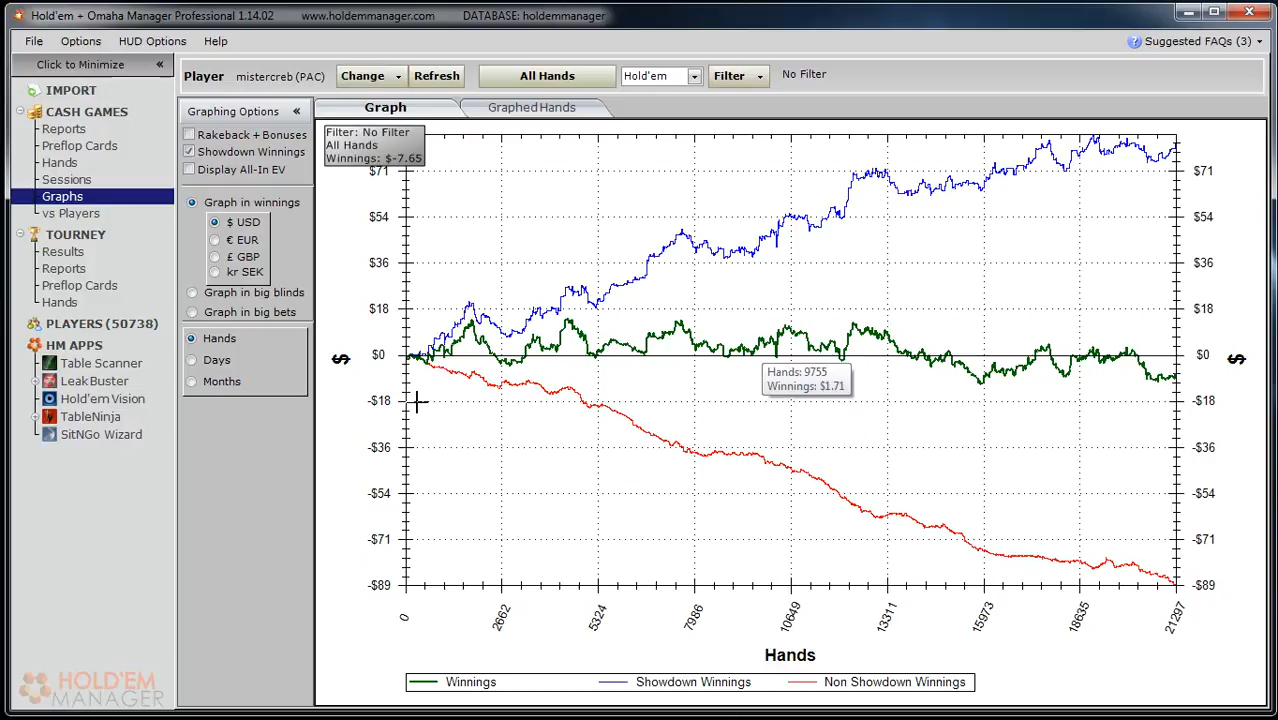 Hold'em + Omaha Manager Professional 1.14.02 www.holdemmanager.com DATABASE: holdemmanager
File Options HUD Options Help Suggested FAQs (3)
Click to Minimize «
Player mistercreb (PAC) Change Refresh All Hands Hold'em Filter No Filter
IMPORT
CASH GAMES
Reports
Preflop Cards
Hands
Sessions
Graphs
vs Players
TOURNEY
Results
Reports
Preflop Cards
Hands
PLAYERS (50738)
HM APPS
Table Scanner
LeakBuster
Hold'em Vision
TableNinja
SitNGo Wizard
HOLD'EM
MANAGER
Graphing Options «
Rakeback + Bonuses
Showdown Winnings
Display All-In EV
Graph in winnings
$ USD
€ EUR
£ GBP
kr SEK
Graph in big blinds
Graph in big bets
Hands
Days
Months
Graph Graphed Hands
Filter: No Filter
All Hands
Winnings: $-7.65
$71 $71
$54 $54
$36 $36
$18 $18
$0 $0
$ $
Hands: 9755
Winnings: $1.71
-$18 -$18
-$36 -$36
-$54 -$54
-$71 -$71
-$89 -$89
0 2662 5324 7986 10649 13311 15973 18635 21297
Hands
Winnings Showdown Winnings Non Showdown Winnings